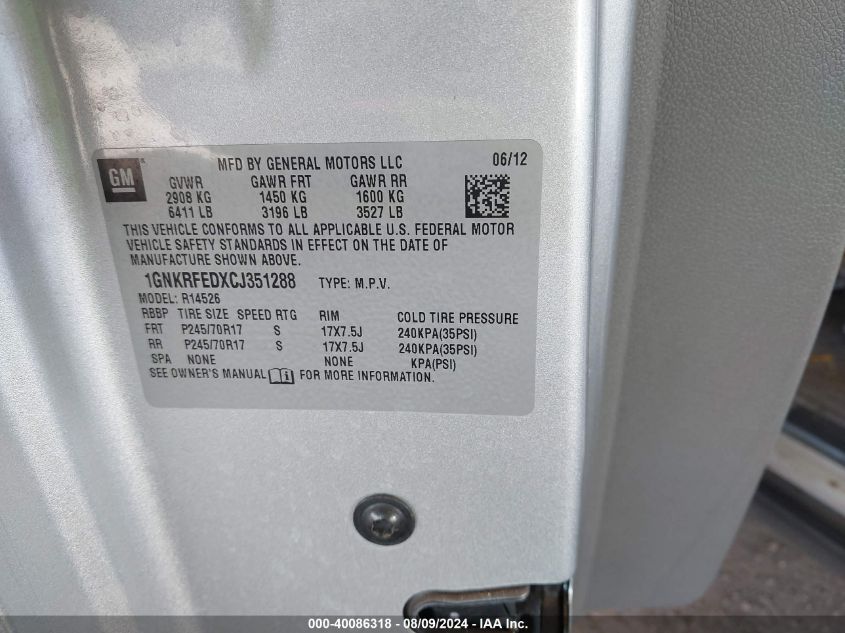 GM
MFD BY GENERAL MOTORS LLC 06/12
GVWR GAWR FRT GAWR RR
2908 KG 1450 KG 1600 KG
6411 LB 3196 LB 3527 LB
THIS VEHICLE CONFORMS TO ALL APPLICABLE U.S. FEDERAL MOTOR
VEHICLE SAFETY STANDARDS IN EFFECT ON THE DATE OF
MANUFACTURE SHOWN ABOVE.
1GNKRFEDXCJ351288 TYPE: M.P.V.
MODEL: R14526
RBBP TIRE SIZE SPEED RTG RIM COLD TIRE PRESSURE
FRT P245/70R17 S 17X7.5J 240KPA(35PSI)
RR P245/70R17 S 17X7.5J 240KPA(35PSI)
SPA NONE NONE KPA(PSI)
SEE OWNER'S MANUAL FOR MORE INFORMATION.
000-40086318 - 08/09/2024 - IAA